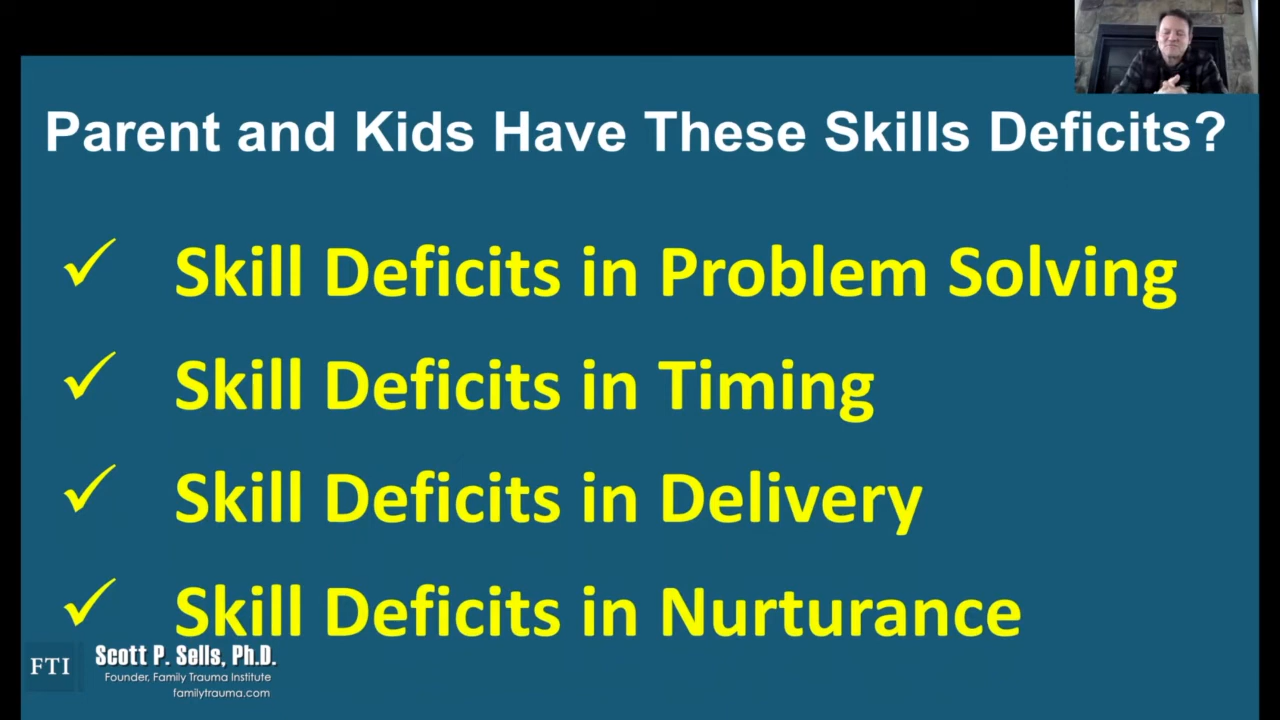 Parent and Kids Have These Skills Deficits?
✓ Skill Deficits in Problem Solving
✓ Skill Deficits in Timing
✓ Skill Deficits in Delivery
✓ Skill Deficits in Nurturance
FTI
Scott P. Sells, Ph.D.
Founder, Family Trauma Institute
familytrauma.com